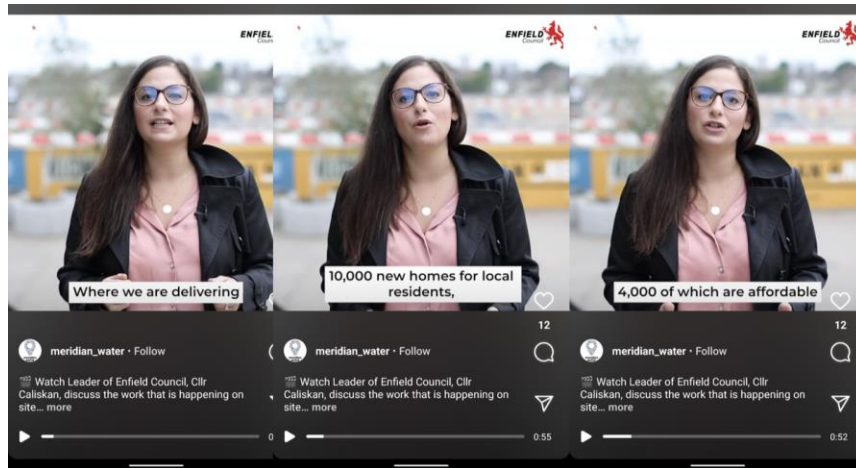 ENFIEL
Counc
Where we are delivering
meridian_water • Follow
🎬 Watch Leader of Enfield Council, Cllr
Caliskan, discuss the work that is happening on
site... more
0
ENFIELD
Council
10,000 new homes for local
residents,
12
meridian_water • Follow
🎬 Watch Leader of Enfield Council, Cllr
Caliskan, discuss the work that is happening on
site... more
0:55
ENFIELD
Council
4,000 of which are affordable
12
meridian_water • Follow
🎬 Watch Leader of Enfield Council, Cllr
Caliskan, discuss the work that is happening on
site... more
0:52